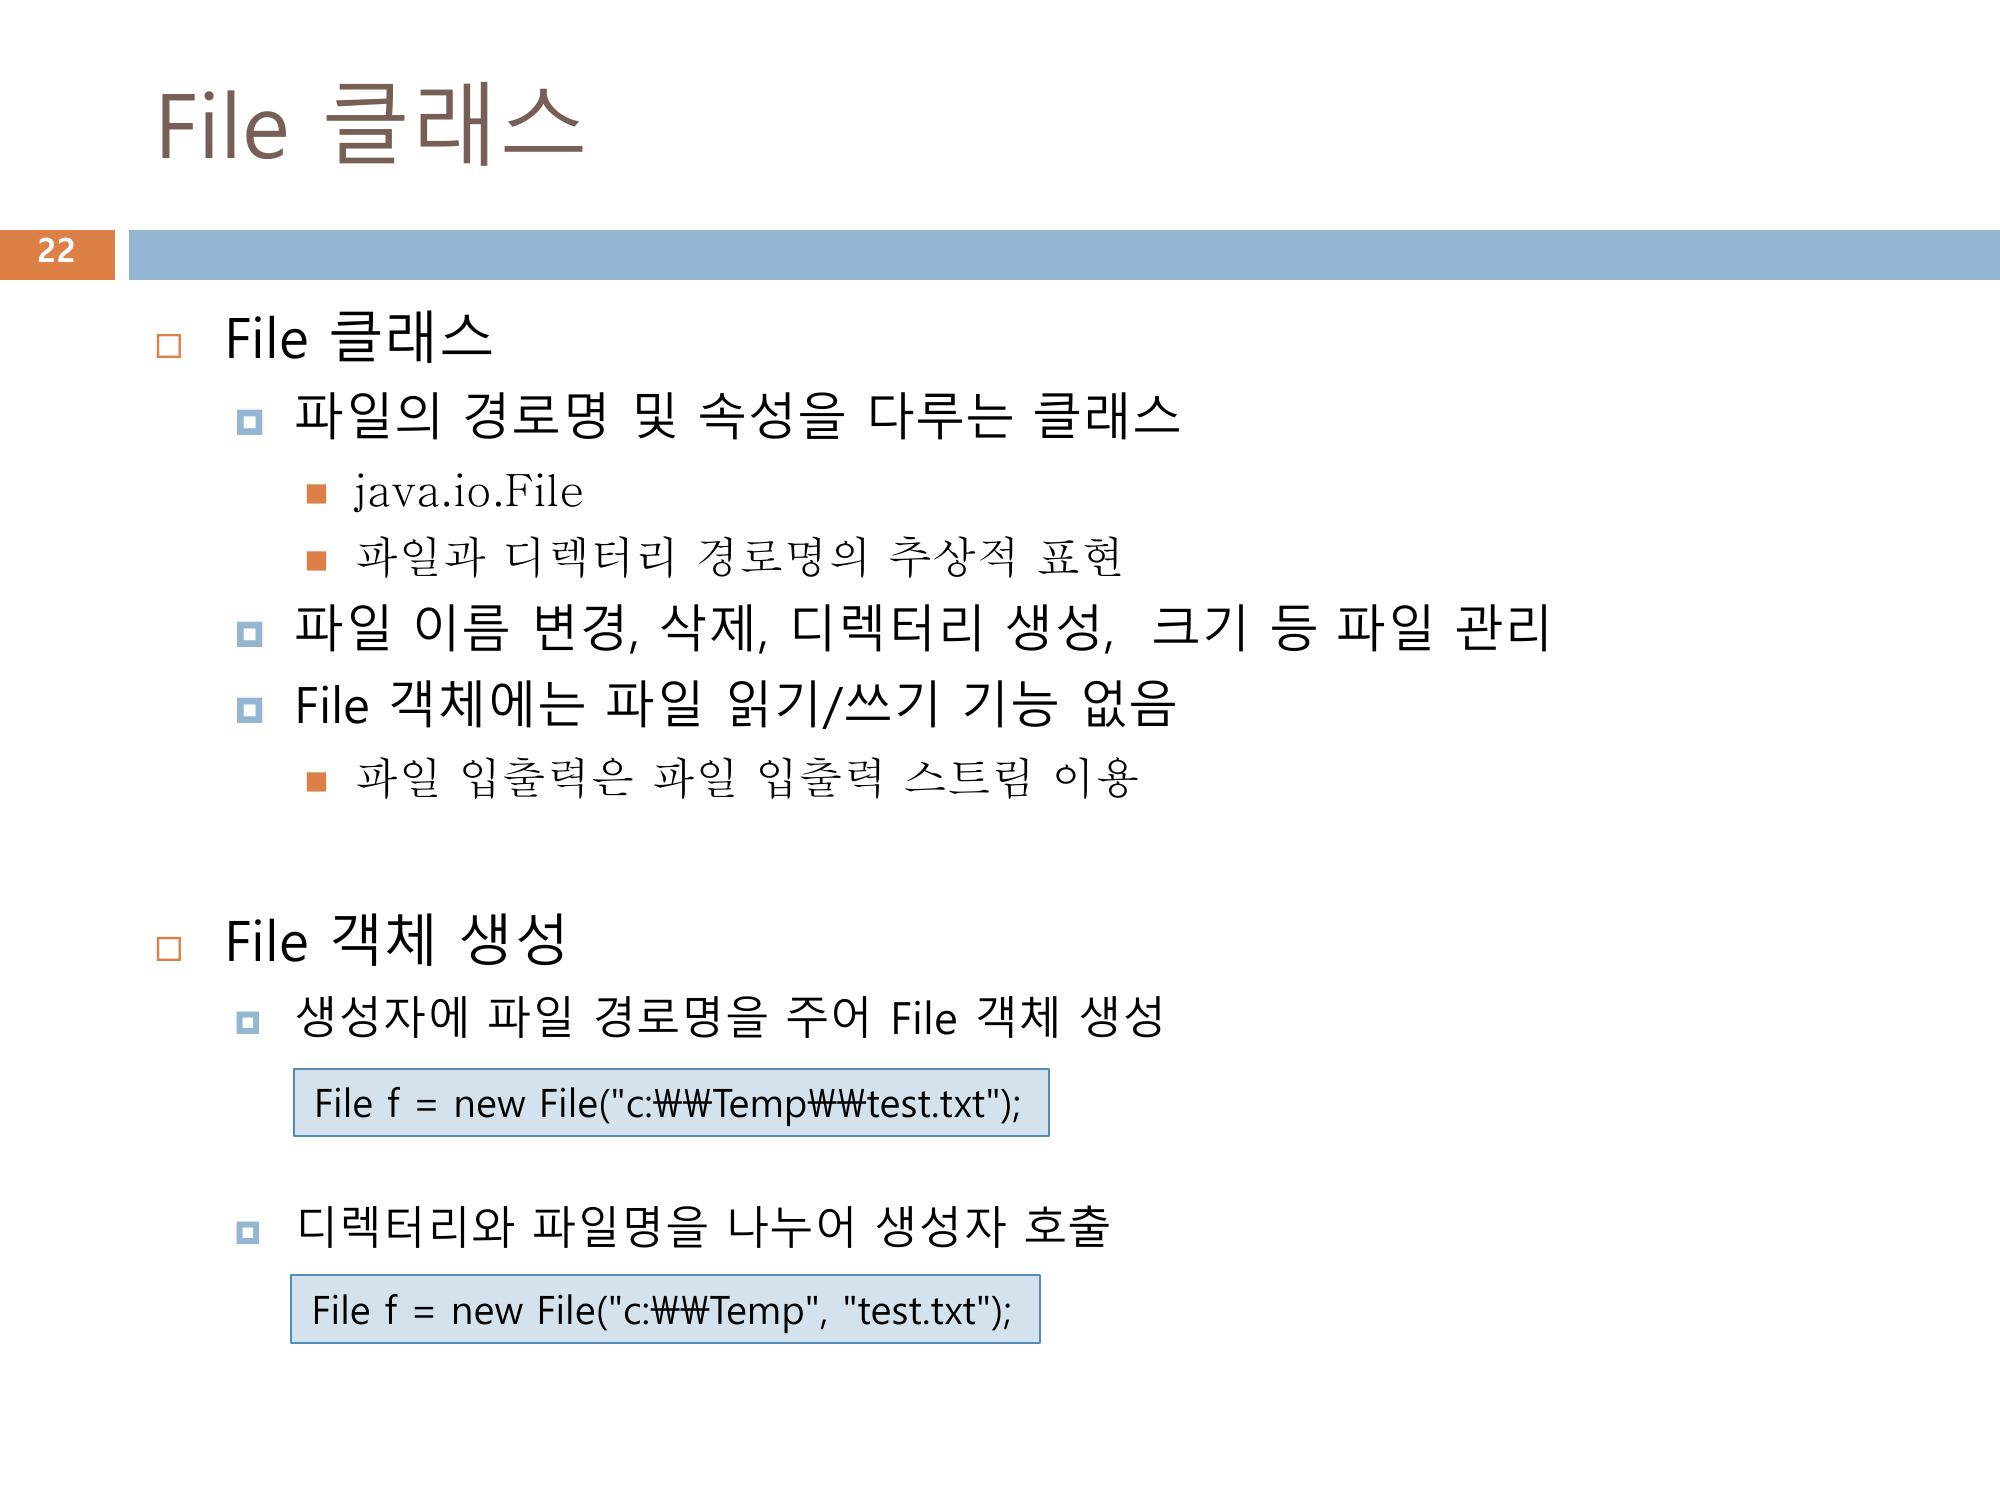 File 클래스
22
File 클래스
파일의 경로명 및 속성을 다루는 클래스
java.io.File
파일과 디렉터리 경로명의 추상적 표현
파일 이름 변경, 삭제, 디렉터리 생성,  크기 등 파일 관리
File 객체에는 파일 읽기/쓰기 기능 없음
파일 입출력은 파일 입출력 스트림 이용
File 객체 생성
생성자에 파일 경로명을 주어 File 객체 생성
File f = new File("c:₩₩Temp₩₩test.txt");
디렉터리와 파일명을 나누어 생성자 호출
File f = new File("c:₩₩Temp", "test.txt");